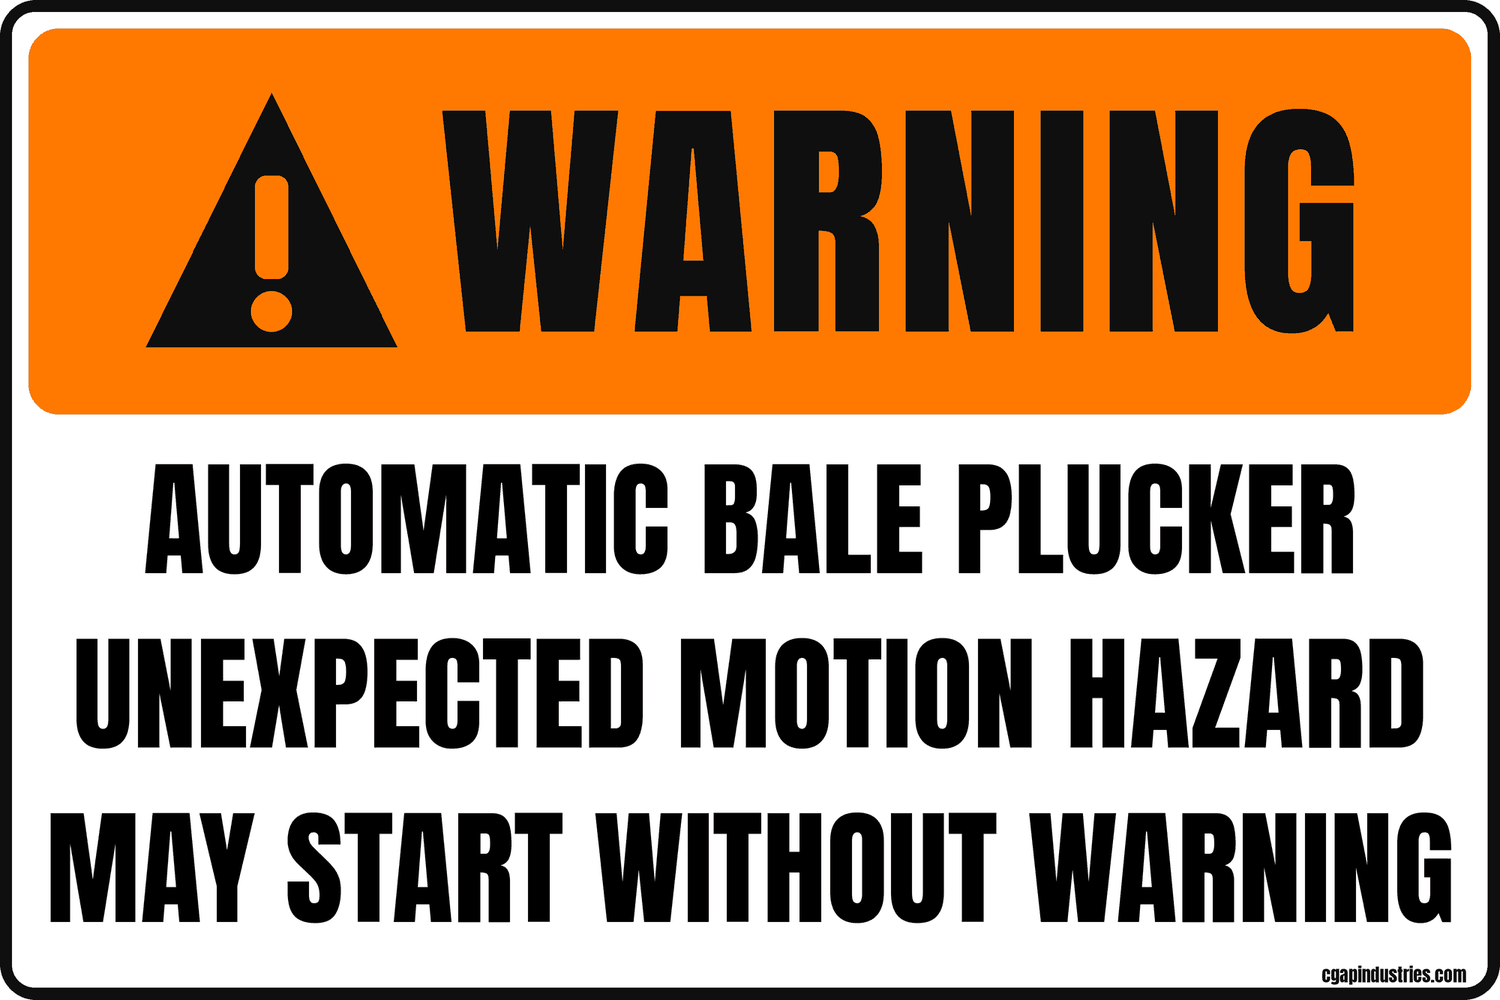 WARNING
AUTOMATIC BALE PLUCKER
UNEXPECTED MOTION HAZARD
MAY START WITHOUT WARNING
cgapindustries.com